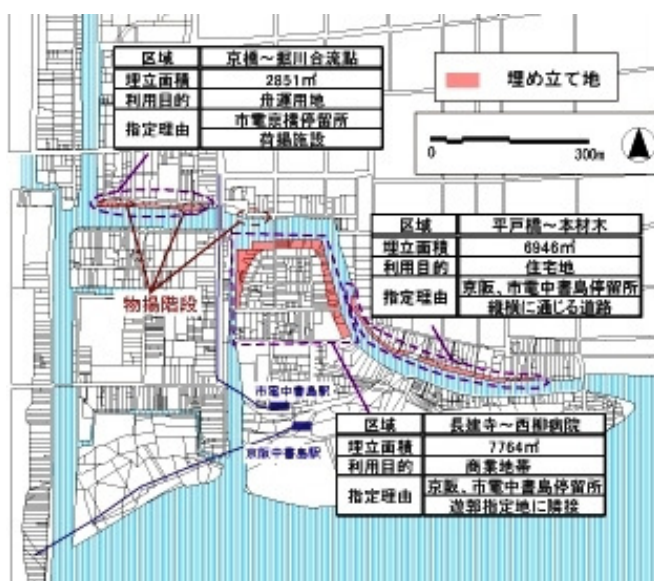 区域 京橋～堀川合流點
埋立面積 2851㎡
利用目的 舟運用地
指定理由 市電京橋停留所
荷揚施設
埋め立て地
0 300m
区域 平戸橋～本材木
埋立面積 6946㎡
利用目的 住宅地
指定理由 京阪、市電中書島停留所
縦横に通じる道路
物揚階段
市電中書島駅
京阪中書島駅
区域 長建寺～西柳病院
埋立面積 7764㎡
利用目的 商業地帯
指定理由 京阪、市電中書島停留所
遊郭指定地に隣接